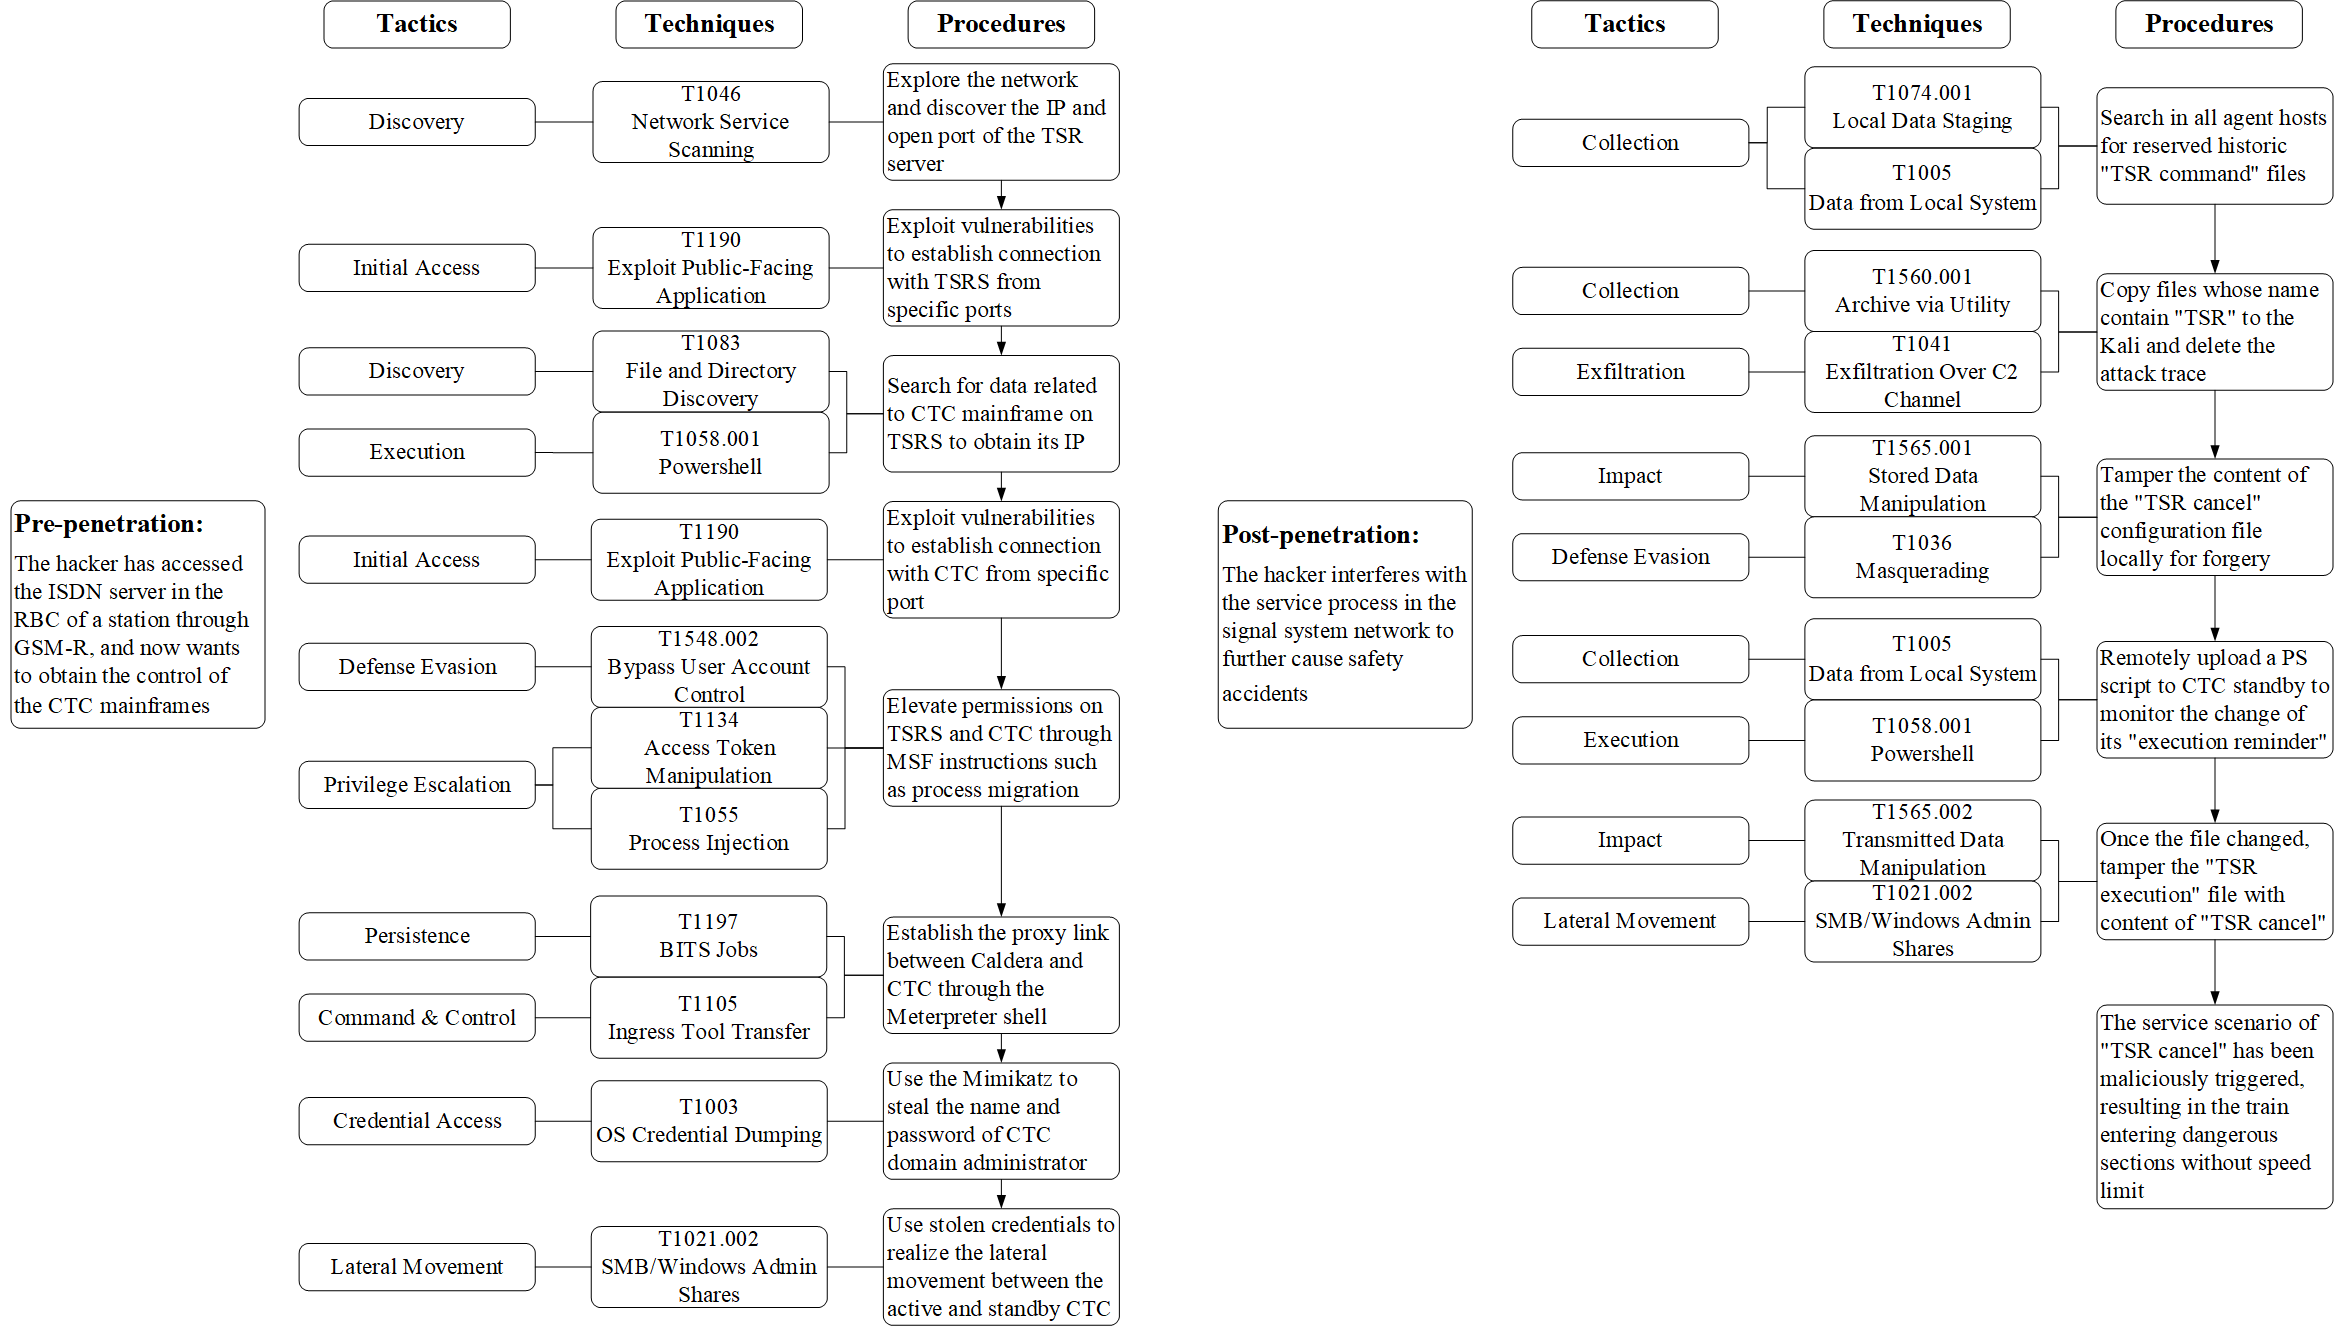 Tactics
Techniques
Procedures
Discovery
T1046
Network Service
Scanning
Explore the network
and discover the IP and
open port of the TSR
server
Initial Access
T1190
Exploit Public-Facing
Application
Exploit vulnerabilities
to establish connection
with TSRS from
specific ports
Discovery
T1083
File and Directory
Discovery
Execution
T1058.001
Powershell
Search for data related
to CTC mainframe on
TSRS to obtain its IP
Pre-penetration:
The hacker has accessed
the ISDN server in the
RBC of a station through
GSM-R, and now wants
to obtain the control of
the CTC mainframes
Initial Access
T1190
Exploit Public-Facing
Application
Exploit vulnerabilities
to establish connection
with CTC from specific
port
Defense Evasion
T1548.002
Bypass User Account
Control
Privilege Escalation
T1134
Access Token
Manipulation
T1055
Process Injection
Elevate permissions on
TSRS and CTC through
MSF instructions such
as process migration
Persistence
T1197
BITS Jobs
Command & Control
T1105
Ingress Tool Transfer
Establish the proxy link
between Caldera and
CTC through the
Meterpreter shell
Credential Access
T1003
OS Credential Dumping
Use the Mimikatz to
steal the name and
password of CTC
domain administrator
Lateral Movement
T1021.002
SMB/Windows Admin
Shares
Use stolen credentials to
realize the lateral
movement between the
active and standby CTC
Tactics
Techniques
Procedures
Collection
T1074.001
Local Data Staging
T1005
Data from Local System
Search in all agent hosts
for reserved historic
"TSR command" files
Collection
T1560.001
Archive via Utility
Exfiltration
T1041
Exfiltration Over C2
Channel
Copy files whose name
contain "TSR" to the
Kali and delete the
attack trace
Impact
T1565.001
Stored Data
Manipulation
Defense Evasion
T1036
Masquerading
Tamper the content of
the "TSR cancel"
configuration file
locally for forgery
Post-penetration:
The hacker interferes with
the service process in the
signal system network to
further cause safety
accidents
Collection
T1005
Data from Local System
Execution
T1058.001
Powershell
Remotely upload a PS
script to CTC standby to
monitor the change of
its "execution reminder"
Impact
T1565.002
Transmitted Data
Manipulation
Lateral Movement
T1021.002
SMB/Windows Admin
Shares
Once the file changed,
tamper the "TSR
execution" file with
content of "TSR cancel"
The service scenario of
"TSR cancel" has been
maliciously triggered,
resulting in the train
entering dangerous
sections without speed
limit